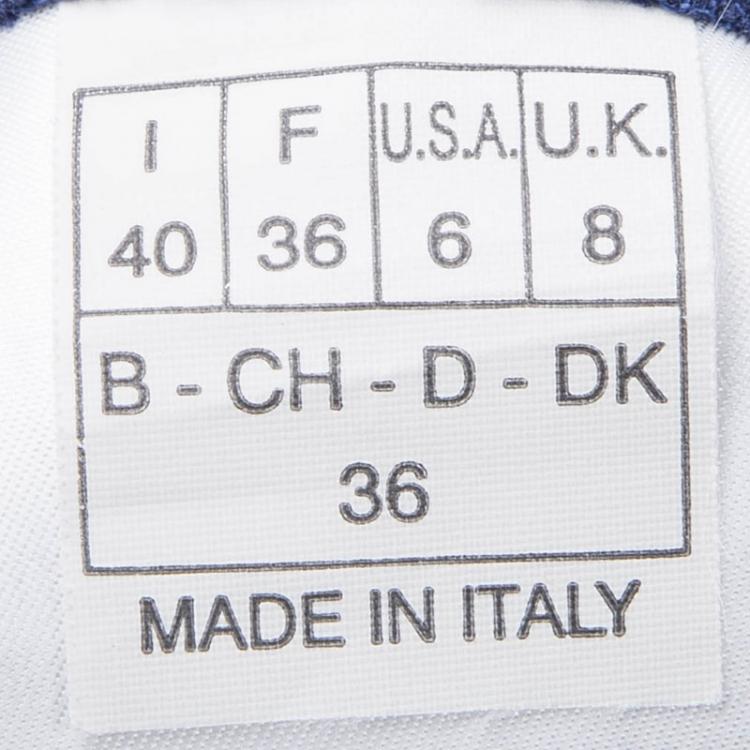 I F U.S.A. U.K.
40 36 6 8
B - CH - D - DK
36
MADE IN ITALY